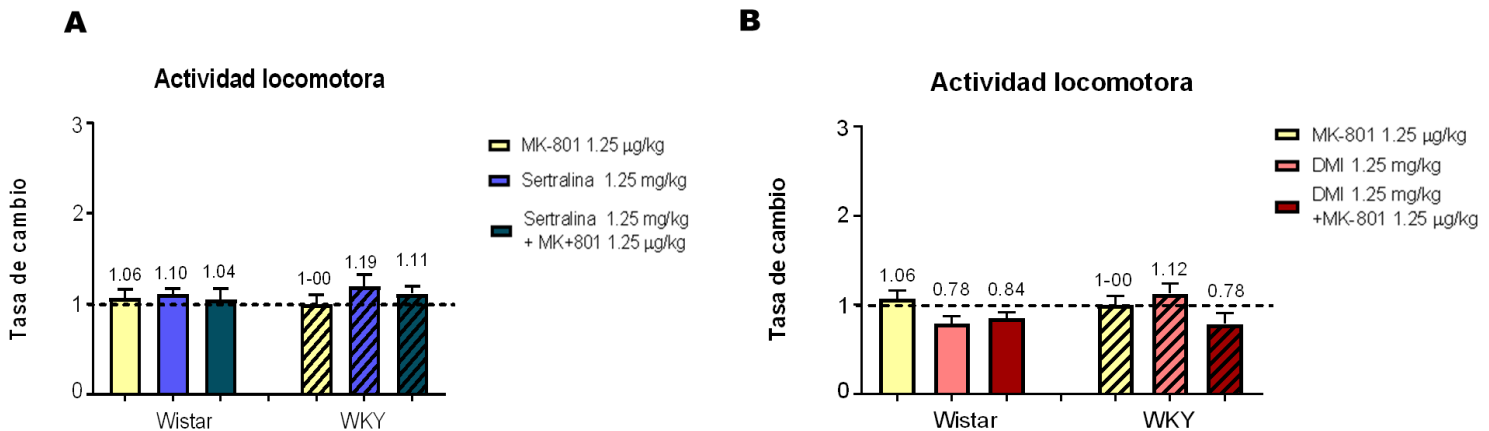 A
Actividad locomotora
Tasa de cambio
3
2
1
0
1.06
1.10
1.04
1-00
1.19
1.11
Wistar
WKY
MK-801 1.25 µg/kg
Sertralina 1.25 mg/kg
Sertralina 1.25 mg/kg
+ MK+801 1.25 µg/kg
B
Actividad locomotora
Tasa de cambio
3
2
1
0
1.06
0.78
0.84
1-00
1.12
0.78
Wistar
WKY
MK-801 1.25 µg/kg
DMI 1.25 mg/kg
DMI 1.25 mg/kg
+MK-801 1.25 µg/kg